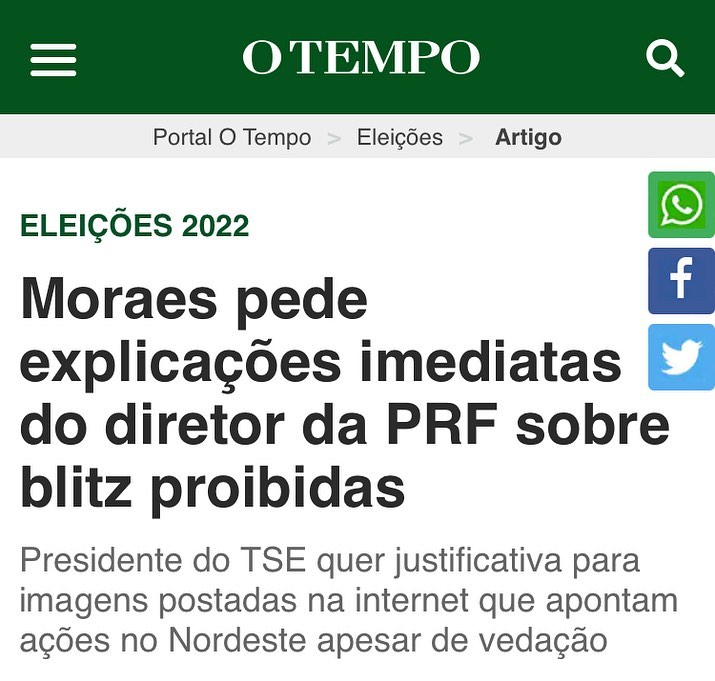 O TEMPO
Portal O Tempo > Eleições > Artigo
ELEIÇÕES 2022
Moraes pede
explicações imediatas
do diretor da PRF sobre
blitz proibidas
Presidente do TSE quer justificativa para
imagens postadas na internet que apontam
ações no Nordeste apesar de vedação